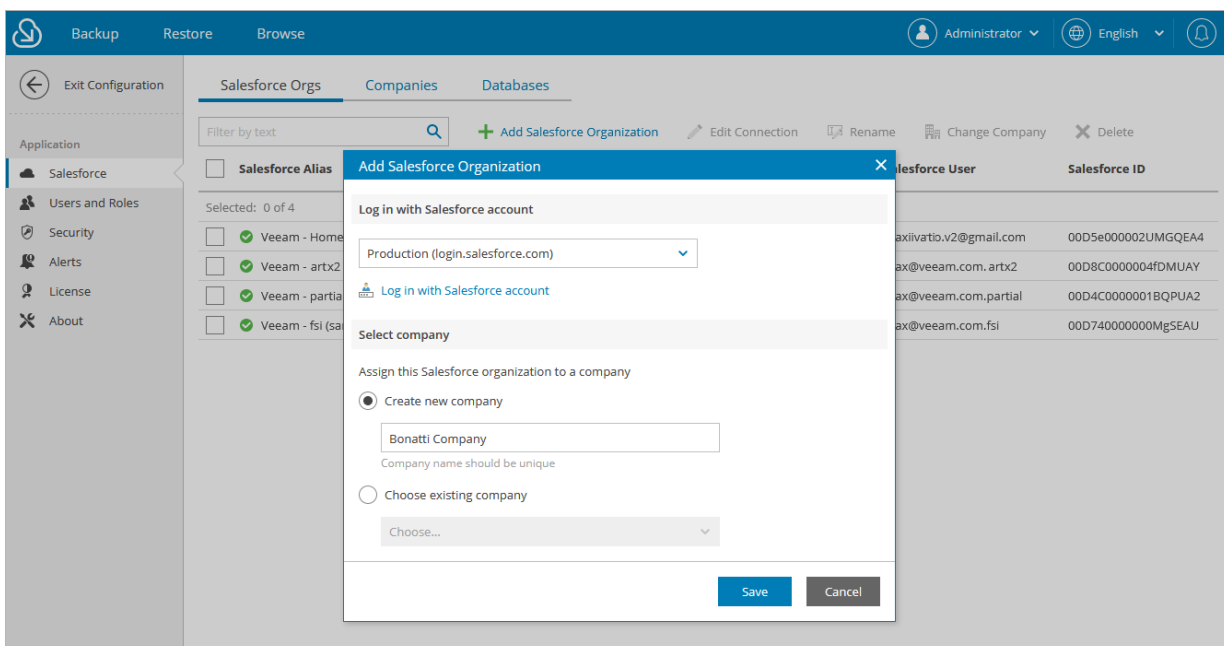 Backup Restore Browse Administrator English
Exit Configuration Salesforce Orgs Companies Databases
Filter by text Add Salesforce Organization Edit Connection Rename Change Company Delete
Application
Salesforce
Users and Roles
Security
Alerts
License
About
Salesforce Alias Salesforce ID
Selected: 0 of 4
Veeam - Home axiivatio.v2@gmail.com 00D5e000002UMGQEA4
Veeam - artx2 ax@veeam.com.artx2 00D8C0000004fDMUAY
Veeam - partia ax@veeam.com.partial 00D4C0000001BQPUA2
Veeam - fsi (sa ax@veeam.com.fsi 00D740000000MgSEAU
lesforce User
Add Salesforce Organization
Log in with Salesforce account
Production (login.salesforce.com)
Log in with Salesforce account
Select company
Assign this Salesforce organization to a company
Create new company
Bonatti Company
Company name should be unique
Choose existing company
Choose...
Save Cancel